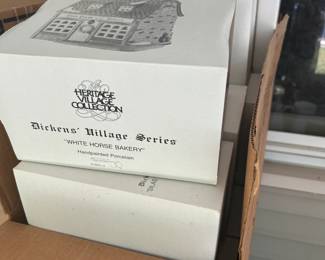 HERITAGE
VILLAGE
COLLECTION
Dickens' Village Series
"WHITE HORSE BAKERY"
Handpainted Porcelain